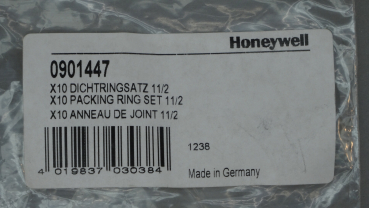 Honeywell
0901447
X10 DICHTRINGSATZ 11/2
X10 PACKING RING SET 11/2
X10 ANNEAU DE JOINT 11/2
1238
4 019837 030384
Made in Germany